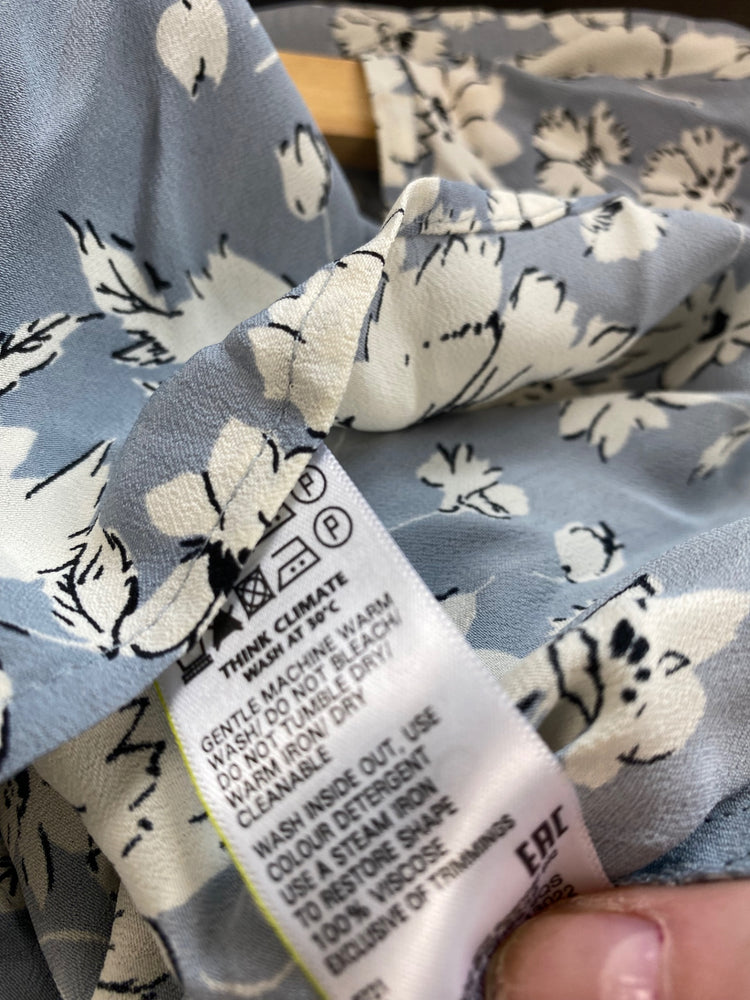 P
P
THINK CLIMATE
WASH AT 30°C
GENTLE MACHINE WARM
WASH/ DO NOT BLEACH/
DO NOT TUMBLE DRY/
WARM IRON/ DRY
CLEANABLE
WASH INSIDE OUT. USE
COLOUR DETERGENT
USE A STEAM IRON
TO RESTORE SHAPE
100% VISCOSE
EXCLUSIVE OF TRIMMINGS
EAC